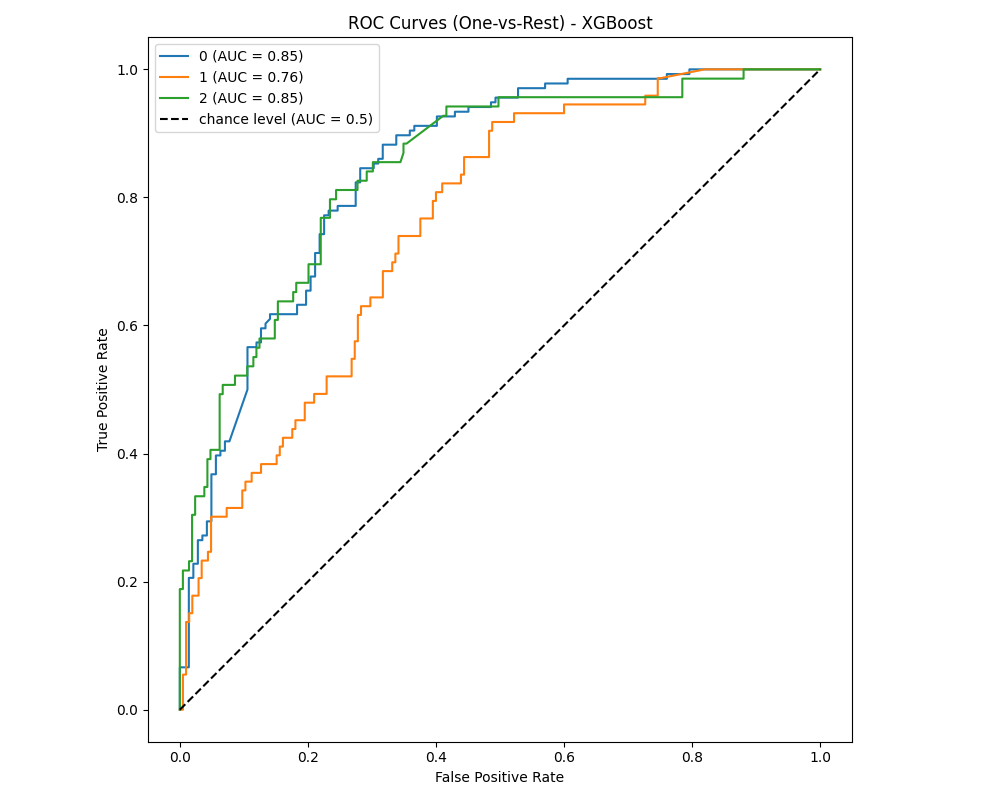 ROC Curves (One-vs-Rest) - XGBoost
0 (AUC = 0.85)
1 (AUC = 0.76)
2 (AUC = 0.85)
chance level (AUC = 0.5)
True Positive Rate
1.0
0.8
0.6
0.4
0.2
0.0
0.0 0.2 0.4 0.6 0.8 1.0
False Positive Rate